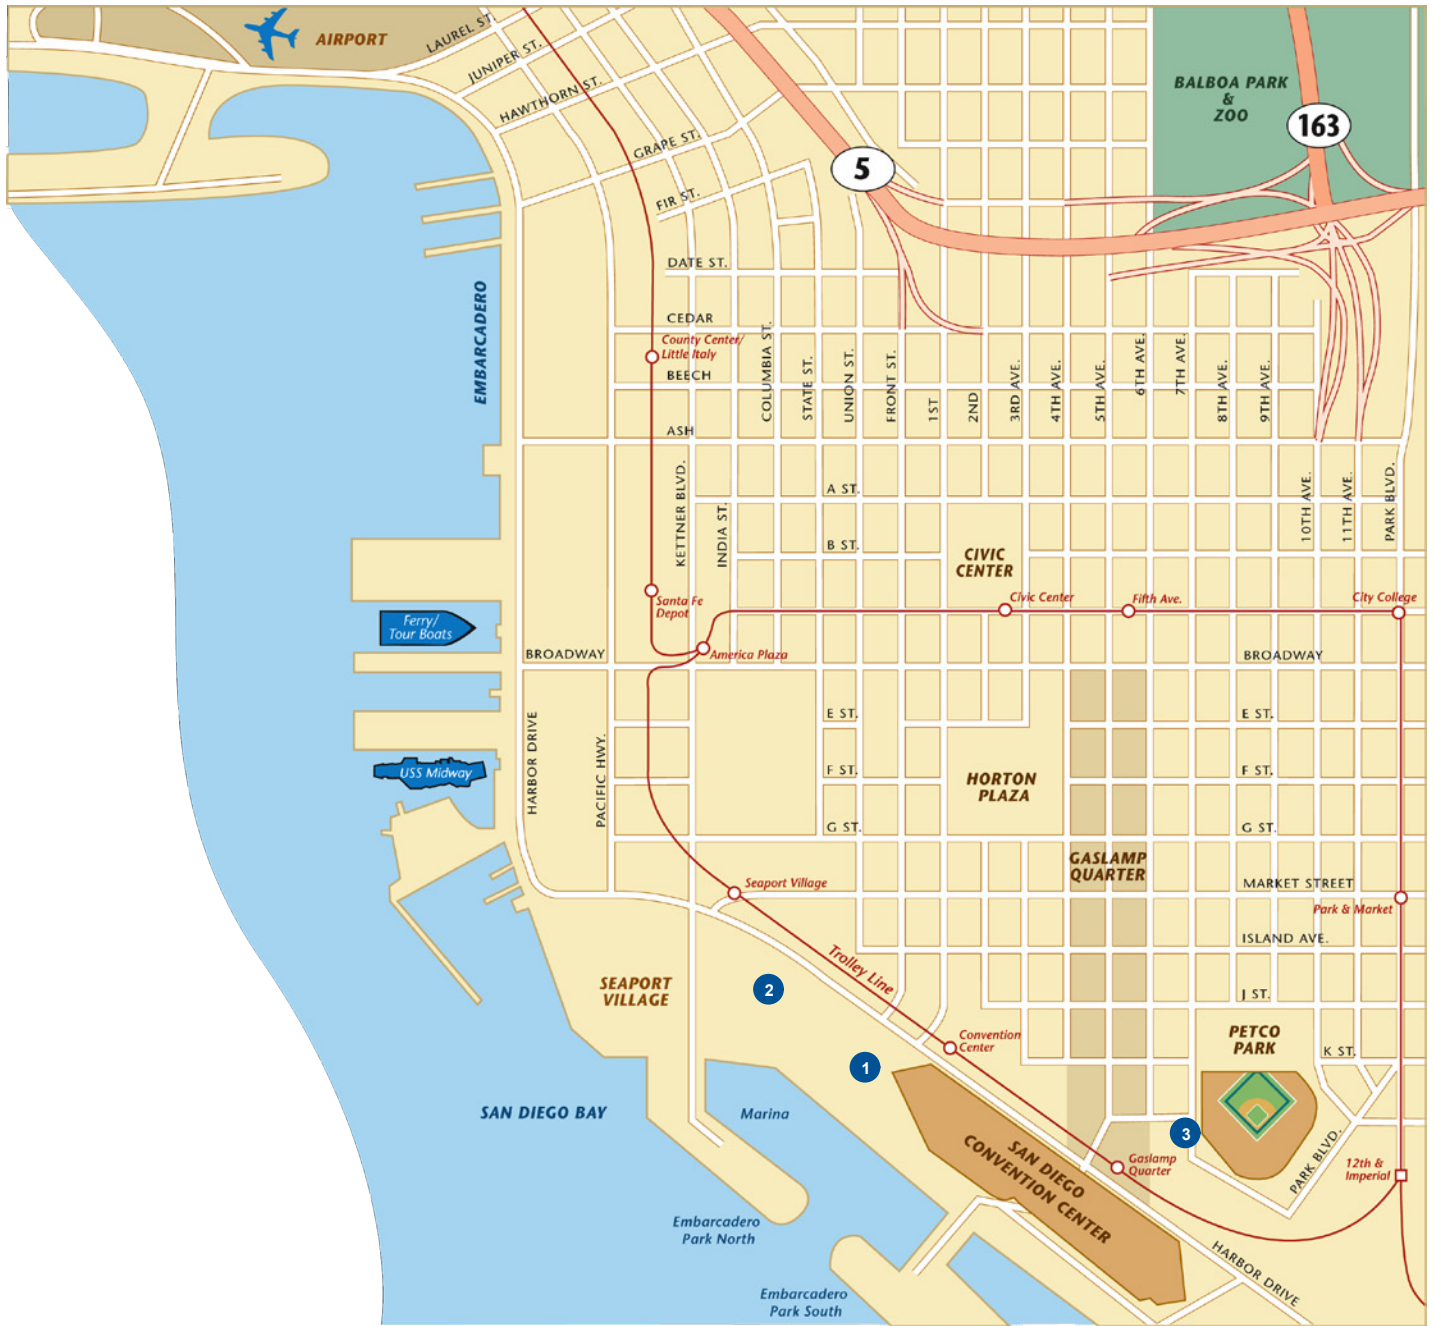 AIRPORT
LAUREL ST.
JUNIPER ST.
HAWTHORN ST.
GRAPE ST.
FIR ST.
BALBOA PARK
&
ZOO
163
5
DATE ST.
CEDAR
County Center/
Little Italy
BEECH
ASH
EMBARCADERO
COLUMBIA ST.
STATE ST.
UNION ST.
FRONT ST.
1ST
2ND
3RD AVE.
4TH AVE.
5TH AVE.
6TH AVE.
7TH AVE.
8TH AVE.
9TH AVE.
10TH AVE.
11TH AVE.
PARK BLVD.
KETTNER BLVD.
INDIA ST.
A ST.
B ST.
CIVIC
CENTER
Santa Fe
Depot
Civic Center
Fifth Ave.
City College
Ferry/
Tour Boats
BROADWAY
America Plaza
BROADWAY
HARBOR DRIVE
PACIFIC HWY.
E ST.
E ST.
USS Midway
F ST.
F ST.
HORTON
PLAZA
G ST.
G ST.
GASLAMP
QUARTER
Seaport Village
MARKET STREET
Park & Market
ISLAND AVE.
Trolley Line
SEAPORT
VILLAGE
2
J ST.
PETCO
PARK
Convention
Center
K ST.
1
SAN DIEGO BAY
Marina
3
SAN DIEGO
CONVENTION CENTER
Gaslamp
Quarter
PARK BLVD.
12th &
Imperial
Embarcadero
Park North
HARBOR DRIVE
Embarcadero
Park South